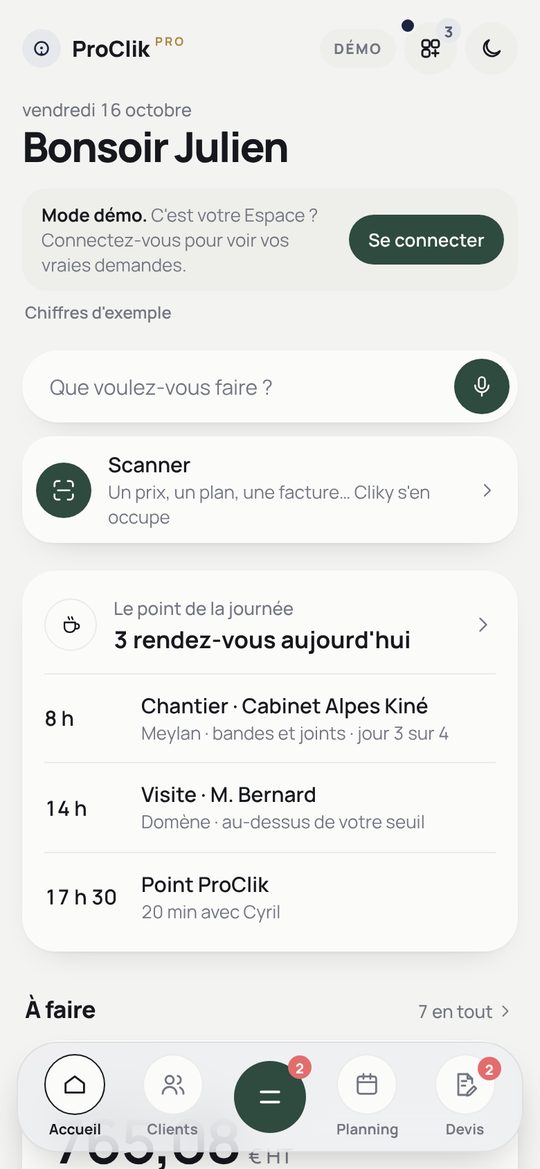 ProClik PRO
DÉMO
3
vendredi 16 octobre
Bonsoir Julien
Mode démo. C'est votre Espace ?
Connectez-vous pour voir vos
vraies demandes.
Se connecter
Chiffres d'exemple
Que voulez-vous faire ?
Scanner
Un prix, un plan, une facture… Cliky s'en
occupe
Le point de la journée
3 rendez-vous aujourd'hui
8 h
Chantier · Cabinet Alpes Kiné
Meylan · bandes et joints · jour 3 sur 4
14 h
Visite · M. Bernard
Domène · au-dessus de votre seuil
17 h 30
Point ProClik
20 min avec Cyril
À faire
7 en tout
2
2
Accueil
Clients
Planning
Devis
765,08 € HT